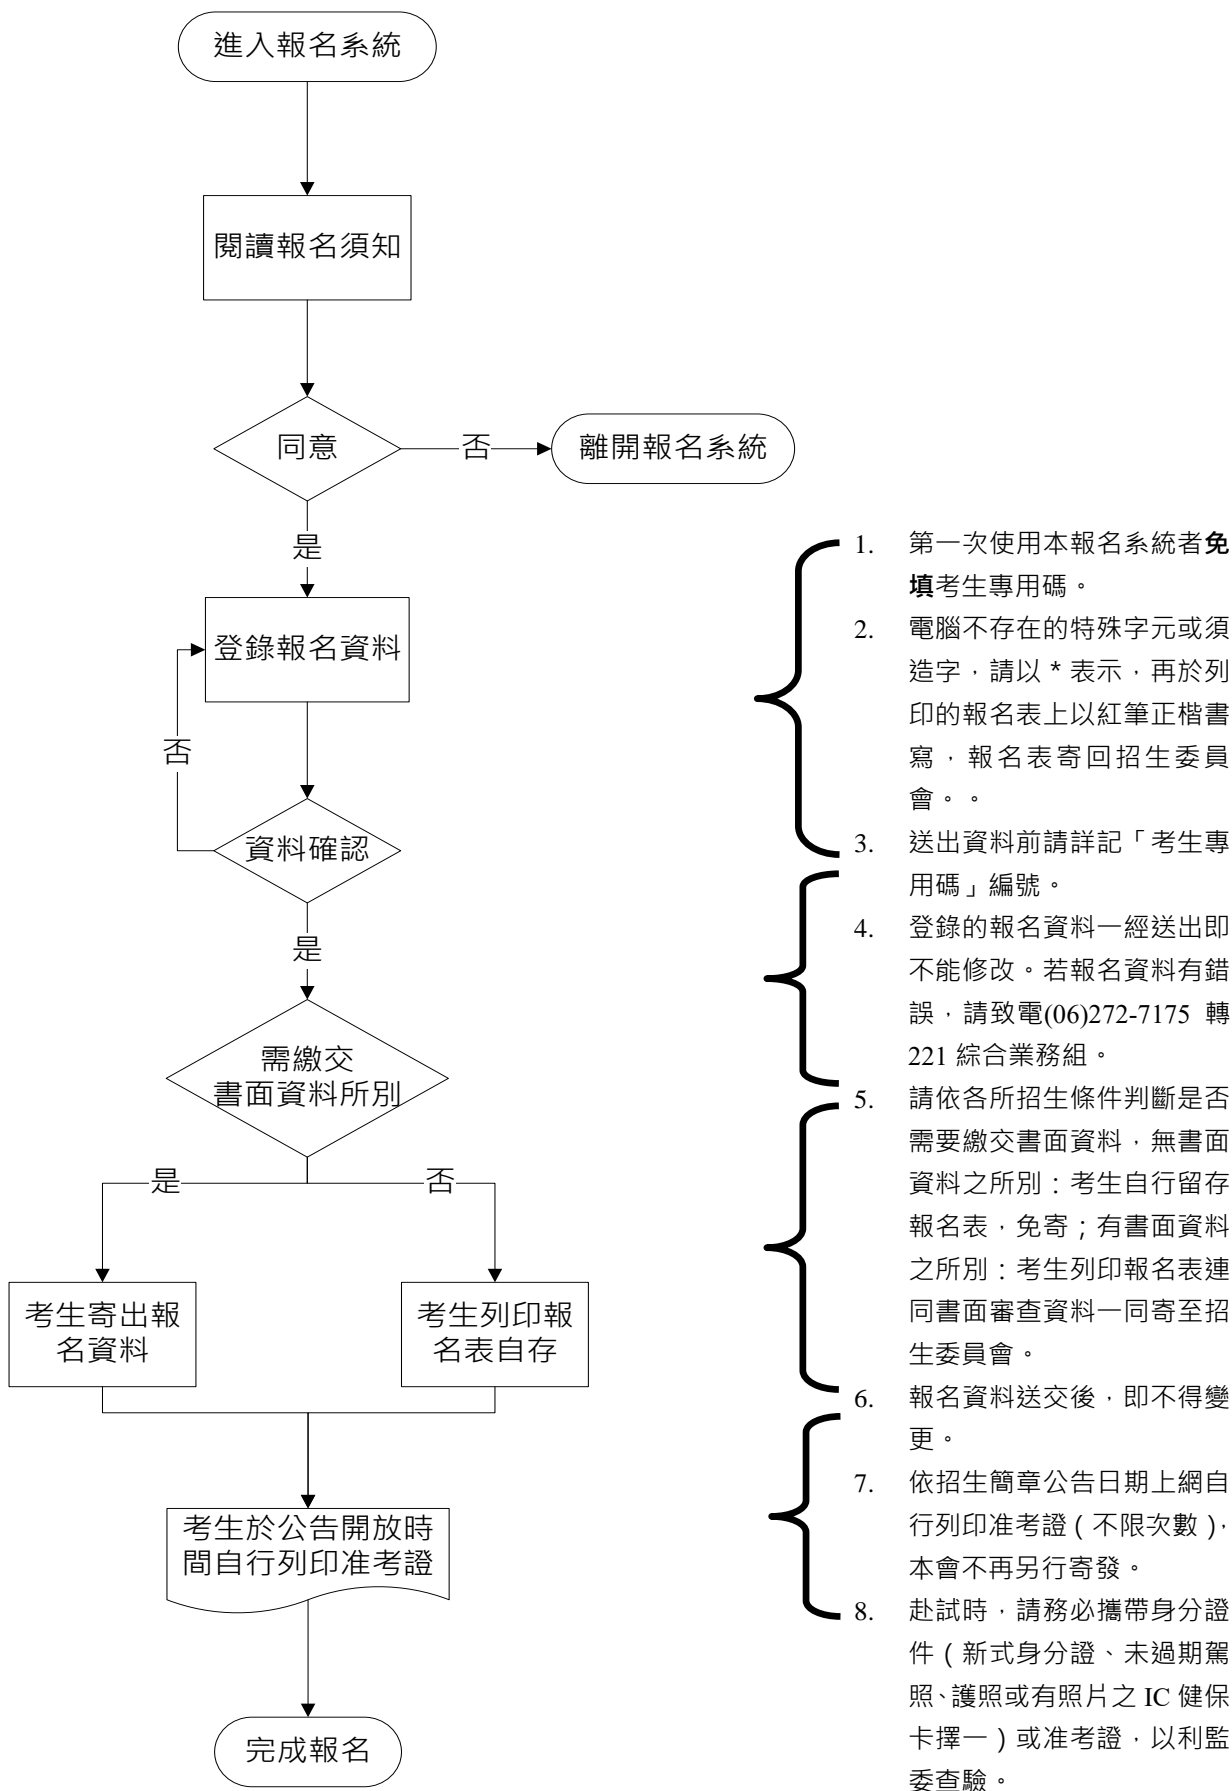 進入報名系統
閱讀報名須知
同意
否
離開報名系統
是
登錄報名資料
否
資料確認
是
需繳交
書面資料所別
是
否
考生寄出報
名資料
考生列印報
名表自存
考生於公告開放時
間自行列印准考證
完成報名
1. 第一次使用本報名系統者免
填考生專用碼。
2. 電腦不存在的特殊字元或須
造字，請以 * 表示，再於列
印的報名表上以紅筆正楷書
寫，報名表寄回招生委員
會。。
3. 送出資料前請詳記「考生專
用碼」編號。
4. 登錄的報名資料一經送出即
不能修改。若報名資料有錯
誤，請致電(06)272-7175 轉
221 綜合業務組。
5. 請依各所招生條件判斷是否
需要繳交書面資料，無書面
資料之所別：考生自行留存
報名表，免寄；有書面資料
之所別：考生列印報名表連
同書面審查資料一同寄至招
生委員會。
6. 報名資料送交後，即不得變
更。
7. 依招生簡章公告日期上網自
行列印准考證（不限次數），
本會不再另行寄發。
8. 赴試時，請務必攜帶身分證
件（新式身分證、未過期駕
照、護照或有照片之 IC 健保
卡擇一）或准考證，以利監
委查驗。